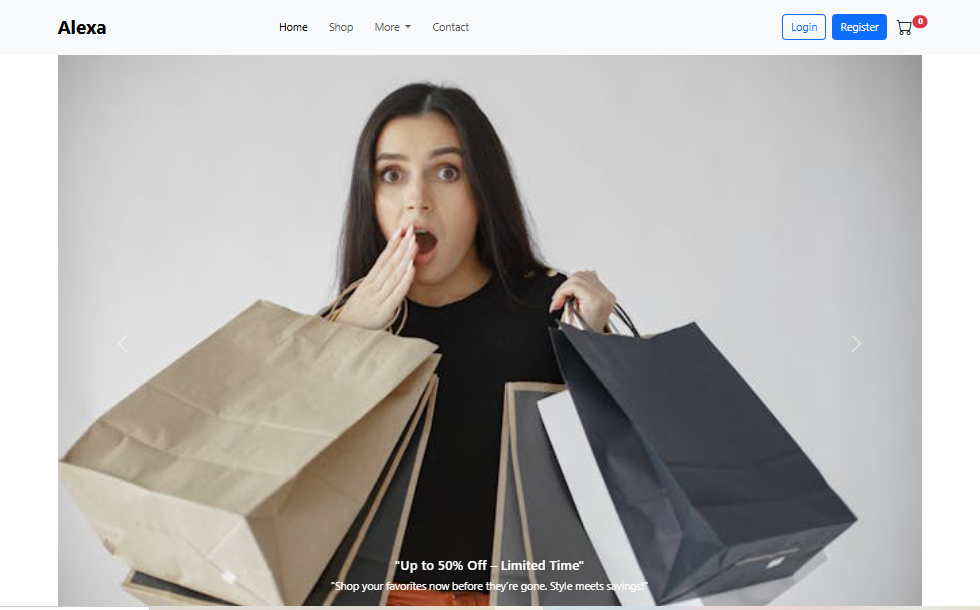 Alexa
Home Shop More Contact
Login Register 0
"Up to 50% Off – Limited Time"
"Shop your favorites now before they're gone. Style meets savings!"